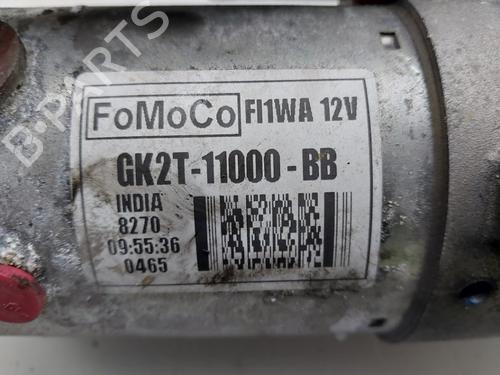 FoMoCo FI1WA 12V
GK2T-11000-BB
INDIA
8270
09:55:36
0465
B-PARTS